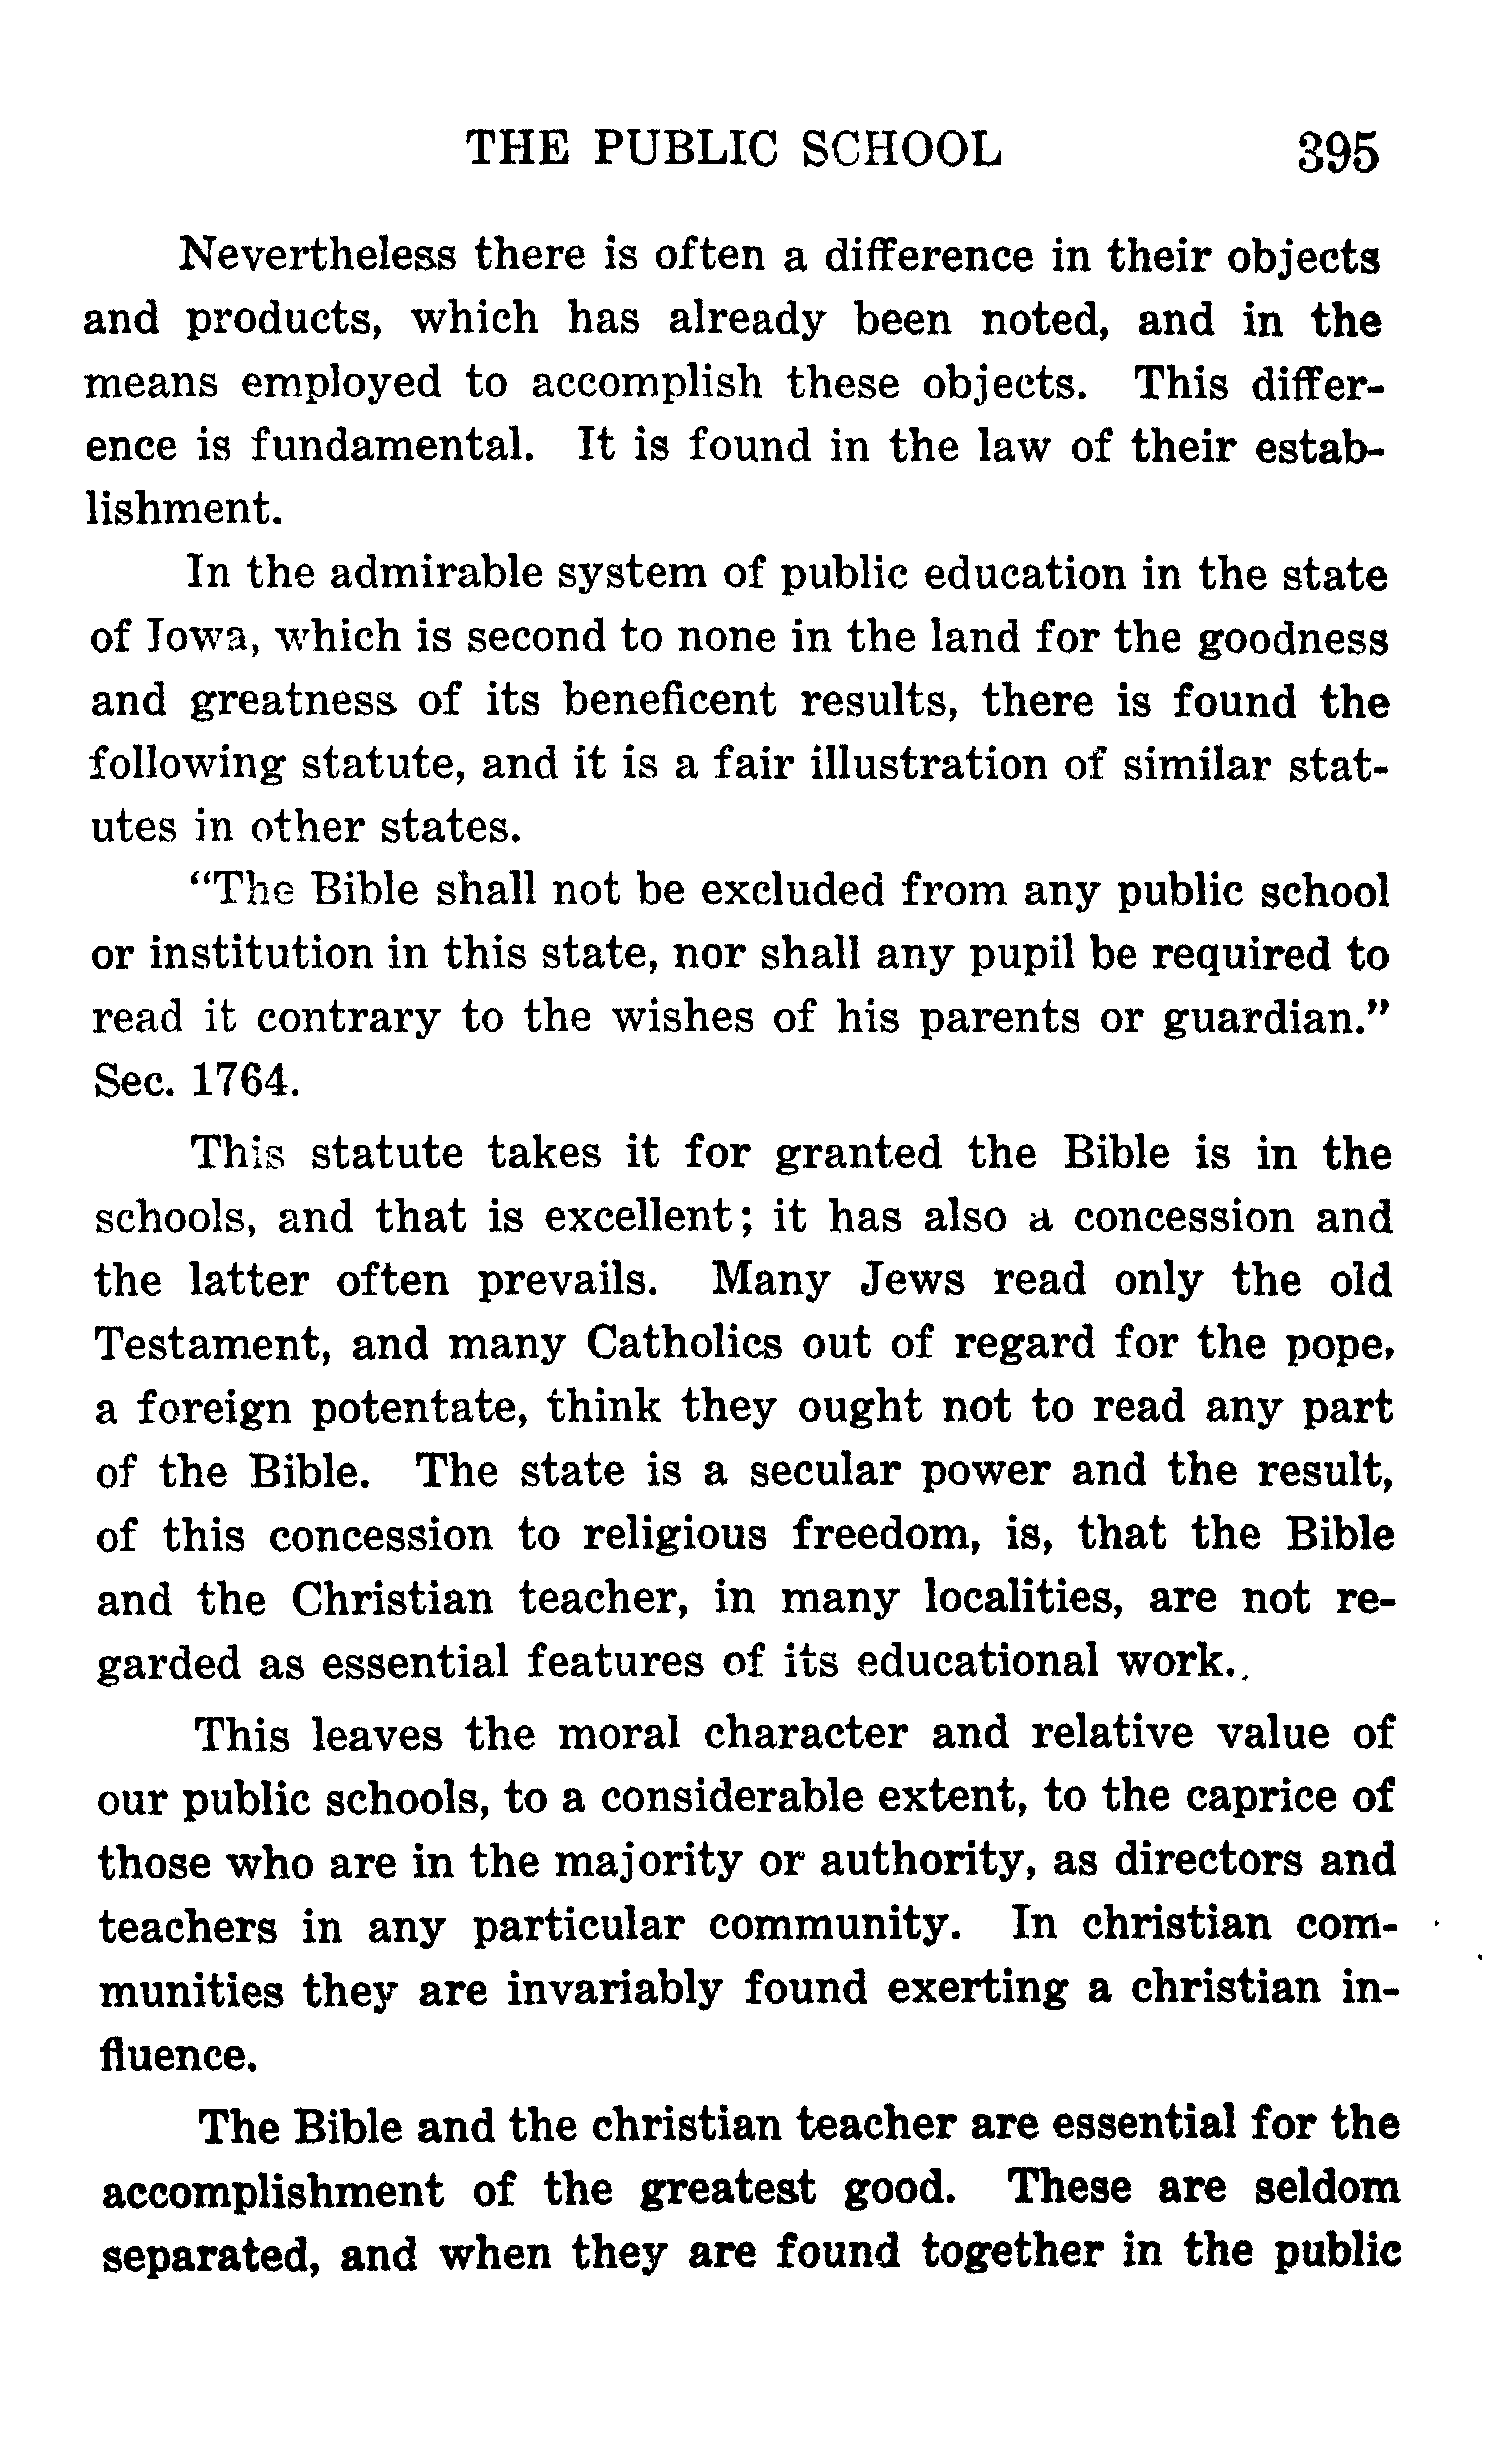 THE PUBLIC SCHOOL 395
Nevertheless there is often a difference in their objects
and products, which has already been noted, and in the
means employed to accomplish these objects. This differ-
ence is fundamental. It is found in the law of their estab-
lishment.
In the admirable system of public education in the state
of Iowa, which is second to none in the land for the goodness
and greatness of its beneficent results, there is found the
following statute, and it is a fair illustration of similar stat-
utes in other states.
"The Bible shall not be excluded from any public school
or institution in this state, nor shall any pupil be required to
read it contrary to the wishes of his parents or guardian."
Sec. 1764.
This statute takes it for granted the Bible is in the
schools, and that is excellent; it has also a concession and
the latter often prevails. Many Jews read only the old
Testament, and many Catholics out of regard for the pope,
a foreign potentate, think they ought not to read any part
of the Bible. The state is a secular power and the result,
of this concession to religious freedom, is, that the Bible
and the Christian teacher, in many localities, are not re-
garded as essential features of its educational work.
This leaves the moral character and relative value of
our public schools, to a considerable extent, to the caprice of
those who are in the majority or authority, as directors and
teachers in any particular community. In christian com-
munities they are invariably found exerting a christian in-
fluence.
The Bible and the christian teacher are essential for the
accomplishment of the greatest good. These are seldom
separated, and when they are found together in the public